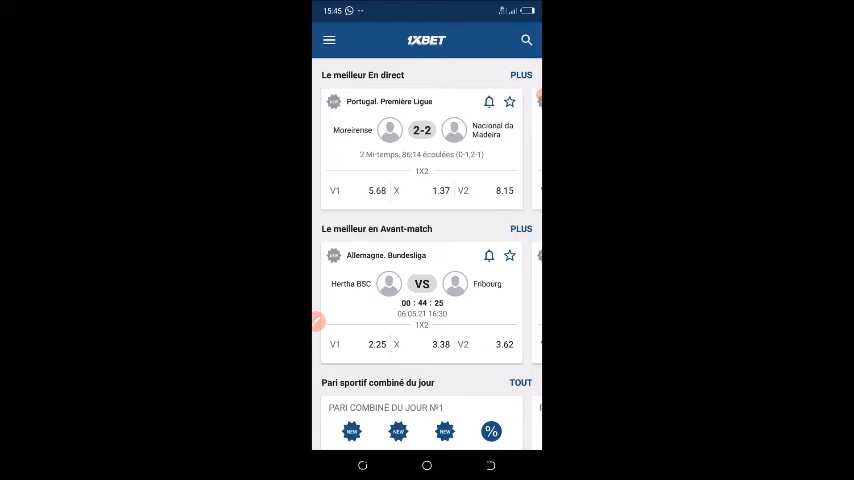 15:45
1XBET
Le meilleur En direct PLUS
Portugal. Première Ligue
Moreirense 2-2 Nacional da Madeira
2 Mi-temps, 86:14 écoulées (0-1,2-1)
1X2
V1 5.68 X 1.37 V2 8.15
Le meilleur en Avant-match PLUS
Allemagne. Bundesliga
Hertha BSC VS Fribourg
00 : 44 : 25
06.05.21 16:30
1X2
V1 2.25 X 3.38 V2 3.62
Pari sportif combiné du jour TOUT
PARI COMBINÉ DU JOUR №1
NEW NEW NEW %